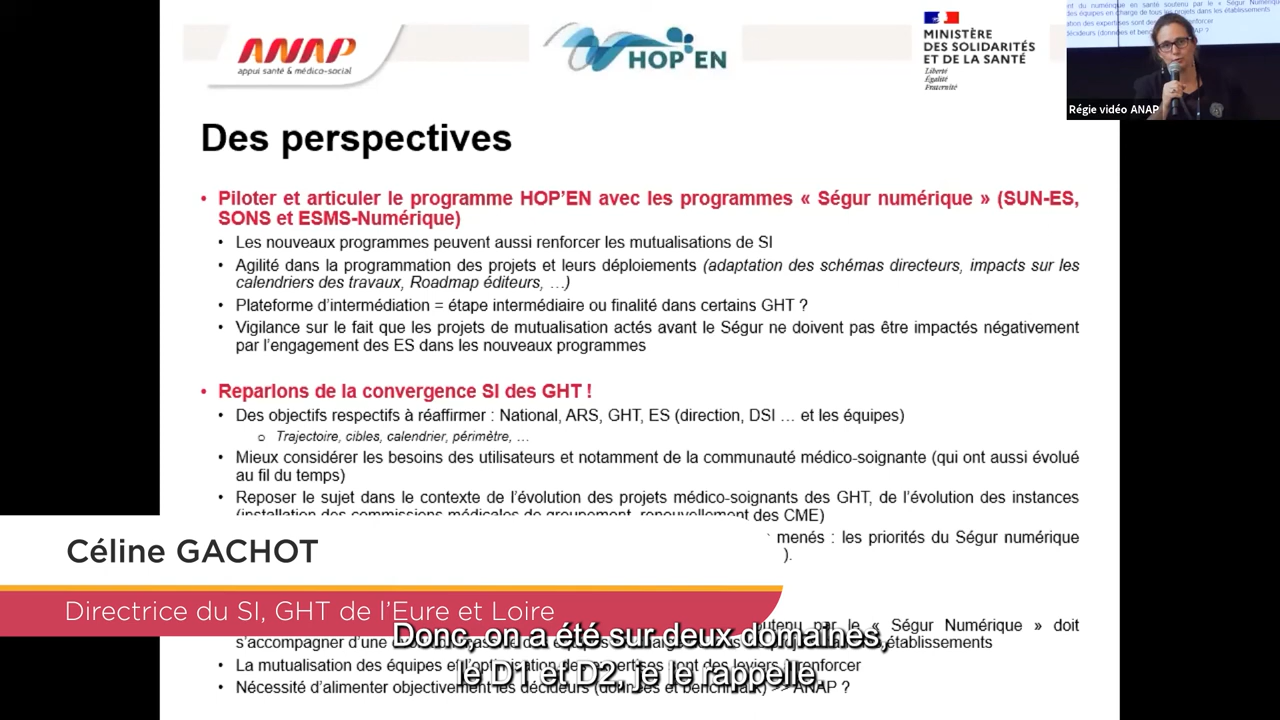 ANAP
appui santé & médico-social
HOP'EN
MINISTÈRE
DES SOLIDARITÉS
ET DE LA SANTÉ
Liberté
Égalité
Fraternité
Régie vidéo ANAP
Des perspectives
• Piloter et articuler le programme HOP'EN avec les programmes « Ségur numérique » (SUN-ES,
SONS et ESMS-Numérique)
• Les nouveaux programmes peuvent aussi renforcer les mutualisations de SI
• Agilité dans la programmation des projets et leurs déploiements (adaptation des schémas directeurs, impacts sur les
calendriers des travaux, Roadmap éditeurs, …)
• Plateforme d'intermédiation = étape intermédiaire ou finalité dans certains GHT ?
• Vigilance sur le fait que les projets de mutualisation actés avant le Ségur ne doivent pas être impactés négativement
par l'engagement des ES dans les nouveaux programmes
• Reparlons de la convergence SI des GHT !
• Des objectifs respectifs à réaffirmer : National, ARS, GHT, ES (direction, DSI … et les équipes)
o Trajectoire, cibles, calendrier, périmètre, …
• Mieux considérer les besoins des utilisateurs et notamment de la communauté médico-soignante (qui ont aussi évolué
au fil du temps)
• Reposer le sujet dans le contexte de l'évolution des projets médico-soignants des GHT, de l'évolution des instances
(installation des commissions médicales de groupement, renouvellement des CME)
menés : les priorités du Ségur numérique
).
Céline GACHOT
Directrice du SI, GHT de l'Eure et Loire
par le « Ségur Numérique » doit
s'accompagner d'une
établissements
• La mutualisation des équipes et l'optimisation
sont des leviers à renforcer
• Nécessité d'alimenter objectivement les décideurs (données et benchmark) >> ANAP ?
Donc, on a été sur deux domaines,
le D1 et D2, je le rappelle.